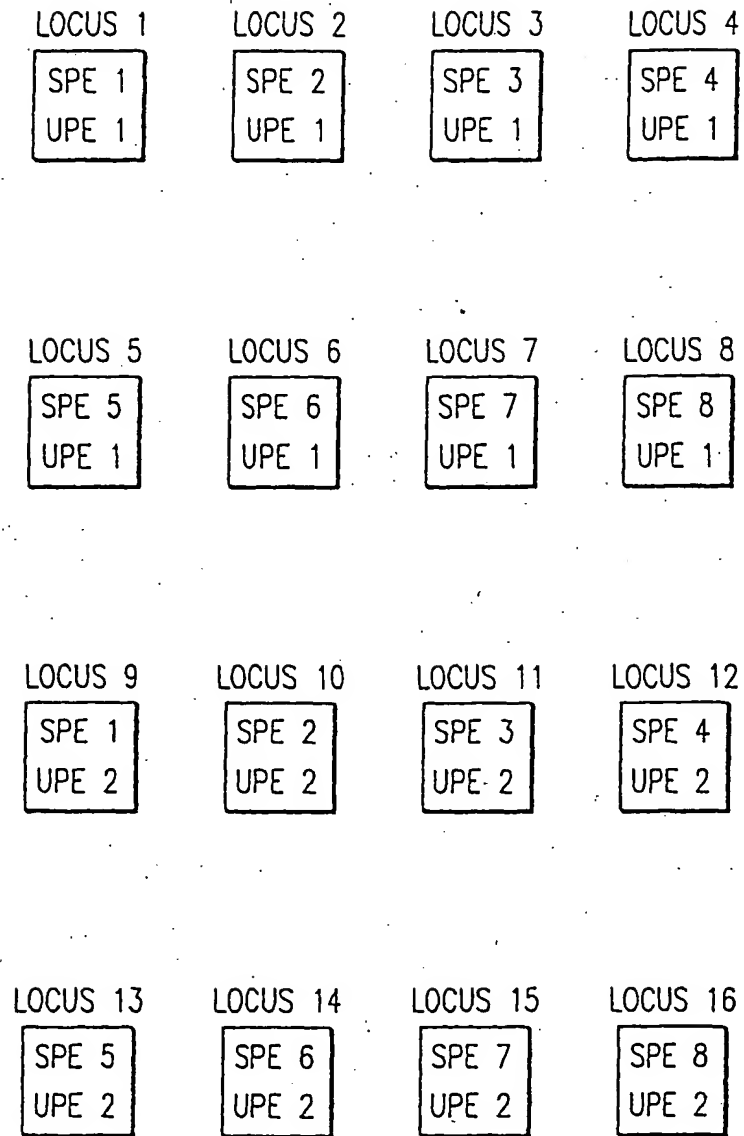 LOCUS 1 LOCUS 2 LOCUS 3 LOCUS 4
SPE 1 SPE 2 SPE 3 SPE 4
UPE 1 UPE 1 UPE 1 UPE 1
LOCUS 5 LOCUS 6 LOCUS 7 LOCUS 8
SPE 5 SPE 6 SPE 7 SPE 8
UPE 1 UPE 1 UPE 1 UPE 1
LOCUS 9 LOCUS 10 LOCUS 11 LOCUS 12
SPE 1 SPE 2 SPE 3 SPE 4
UPE 2 UPE 2 UPE 2 UPE 2
LOCUS 13 LOCUS 14 LOCUS 15 LOCUS 16
SPE 5 SPE 6 SPE 7 SPE 8
UPE 2 UPE 2 UPE 2 UPE 2